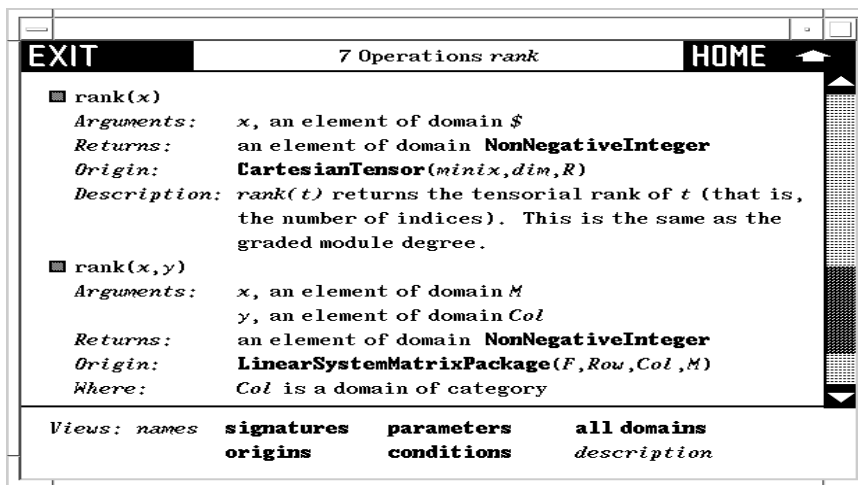 EXIT 7 Operations rank HOME
rank(x)
Arguments: x, an element of domain $
Returns: an element of domain NonNegativeInteger
Origin: CartesianTensor(minix,dim,R)
Description: rank(t) returns the tensorial rank of t (that is,
the number of indices). This is the same as the
graded module degree.
rank(x,y)
Arguments: x, an element of domain M
y, an element of domain Col
Returns: an element of domain NonNegativeInteger
Origin: LinearSystemMatrixPackage(F,Row,Col,M)
Where: Col is a domain of category
Views: names signatures parameters all domains
origins conditions description